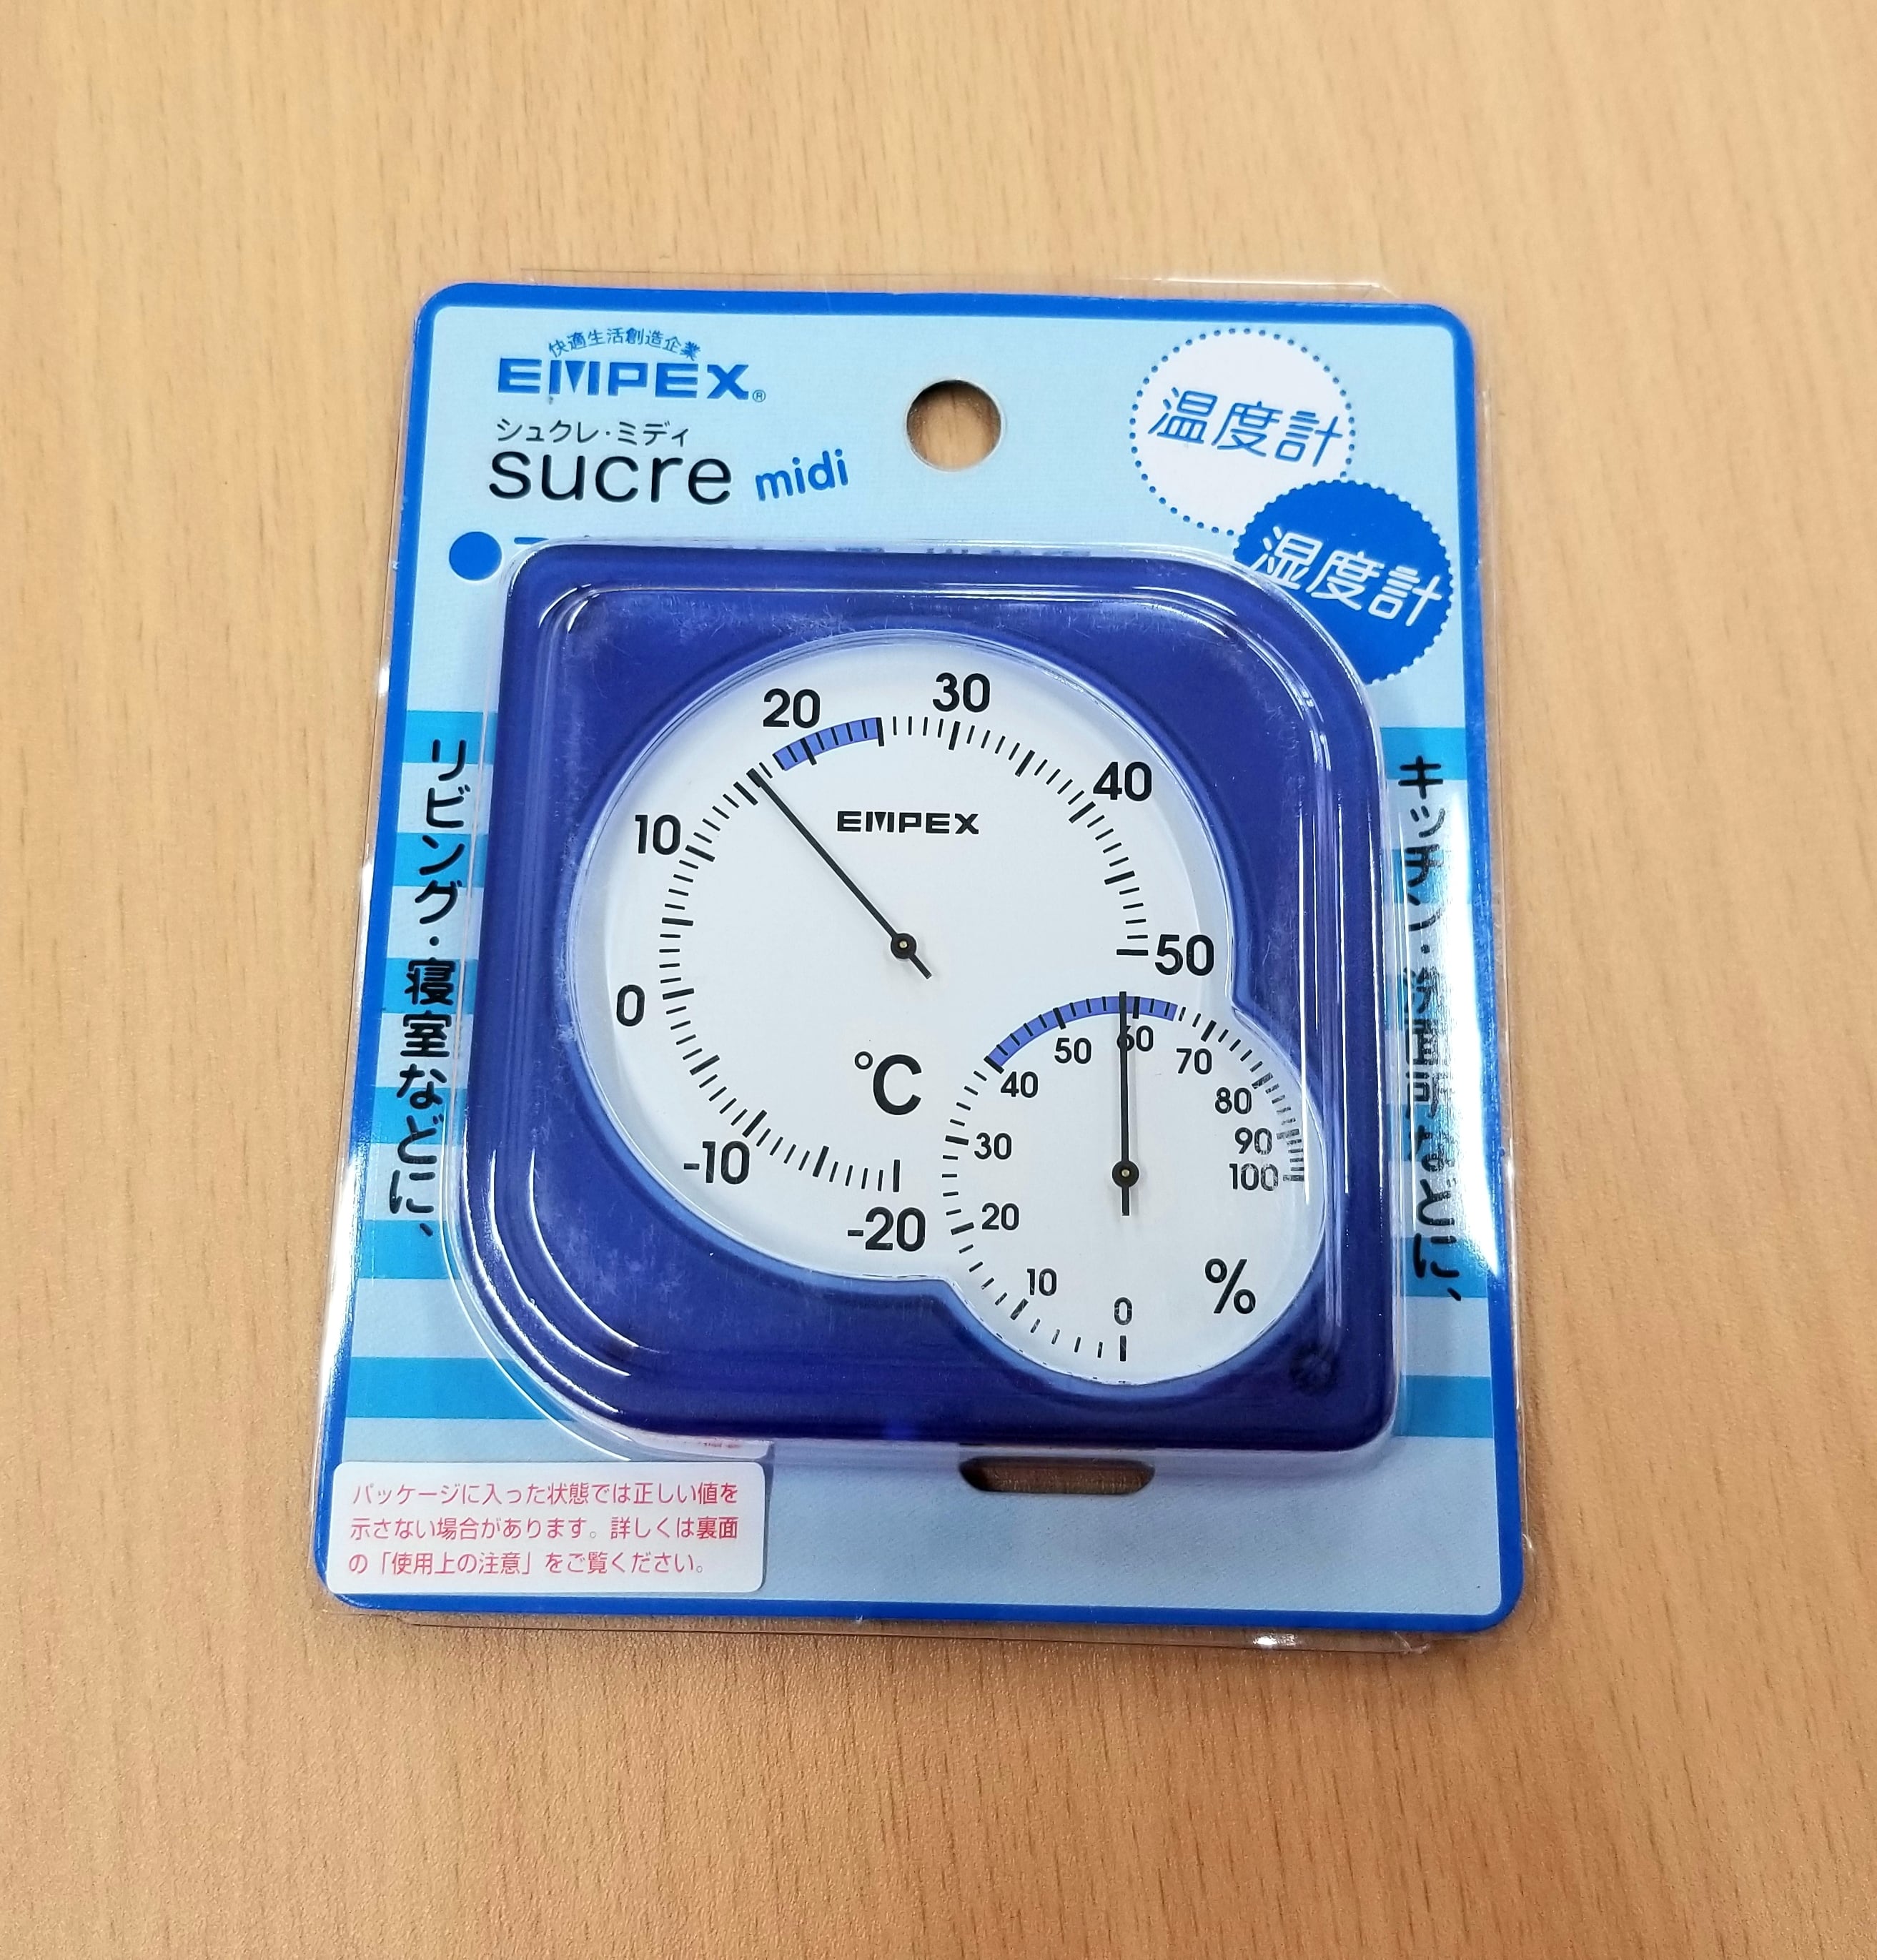 快適生活創造企業
EMPEX®
シュクレ・ミディ
sucre midi
温度計
湿度計
リビング・寝室などに、
キッチン・洗面所などに、
20
30
10
40
EMPEX
0
50
℃
-10
-20
50
60
70
40
80
30
90
100
20
10
0
%
パッケージに入った状態では正しい値を
示さない場合があります。詳しくは裏面
の「使用上の注意」をご覧ください。